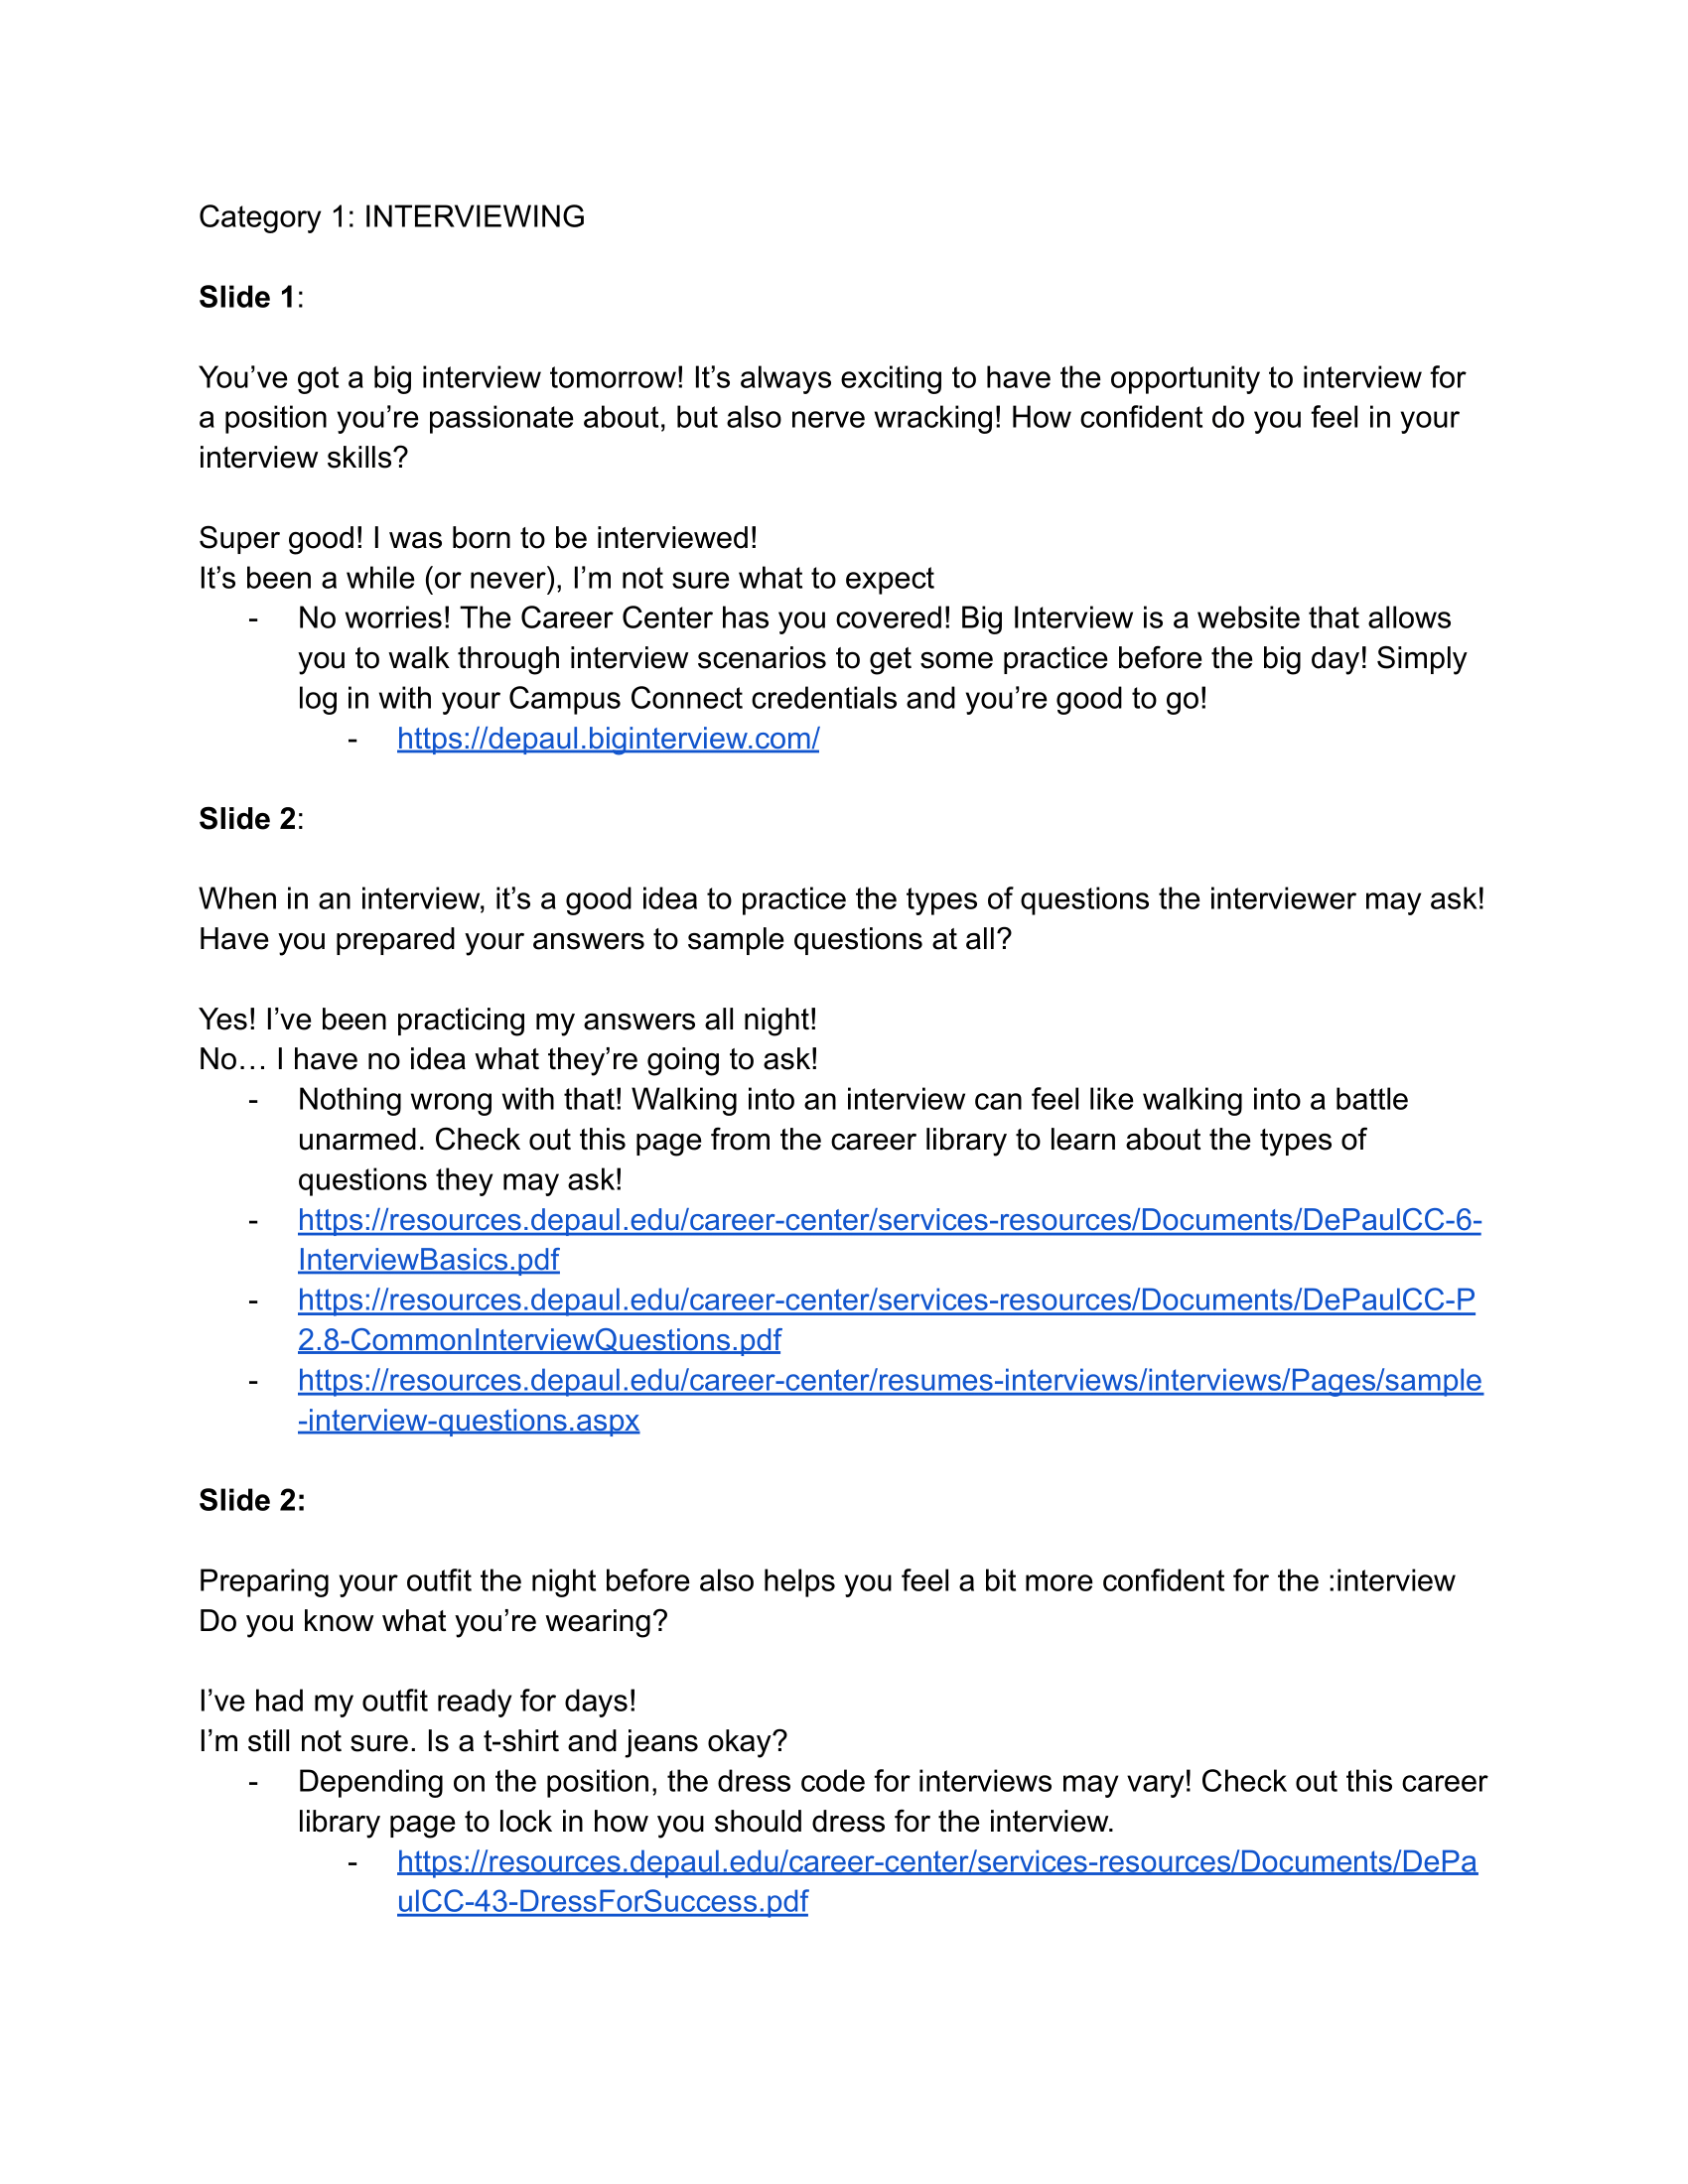 Category 1: INTERVIEWING
Slide 1:
You’ve got a big interview tomorrow! It’s always exciting to have the opportunity to interview for
a position you’re passionate about, but also nerve wracking! How confident do you feel in your
interview skills?
Super good! I was born to be interviewed!
It’s been a while (or never), I’m not sure what to expect
- No worries! The Career Center has you covered! Big Interview is a website that allows
you to walk through interview scenarios to get some practice before the big day! Simply
log in with your Campus Connect credentials and you’re good to go!
- https://depaul.biginterview.com/
Slide 2:
When in an interview, it’s a good idea to practice the types of questions the interviewer may ask!
Have you prepared your answers to sample questions at all?
Yes! I’ve been practicing my answers all night!
No… I have no idea what they’re going to ask!
- Nothing wrong with that! Walking into an interview can feel like walking into a battle
unarmed. Check out this page from the career library to learn about the types of
questions they may ask!
- https://resources.depaul.edu/career-center/services-resources/Documents/DePaulCC-6-
InterviewBasics.pdf
- https://resources.depaul.edu/career-center/services-resources/Documents/DePaulCC-P
2.8-CommonInterviewQuestions.pdf
- https://resources.depaul.edu/career-center/resumes-interviews/interviews/Pages/sample
-interview-questions.aspx
Slide 2:
Preparing your outfit the night before also helps you feel a bit more confident for the :interview
Do you know what you’re wearing?
I’ve had my outfit ready for days!
I’m still not sure. Is a t-shirt and jeans okay?
- Depending on the position, the dress code for interviews may vary! Check out this career
library page to lock in how you should dress for the interview.
- https://resources.depaul.edu/career-center/services-resources/Documents/DePa
ulCC-43-DressForSuccess.pdf